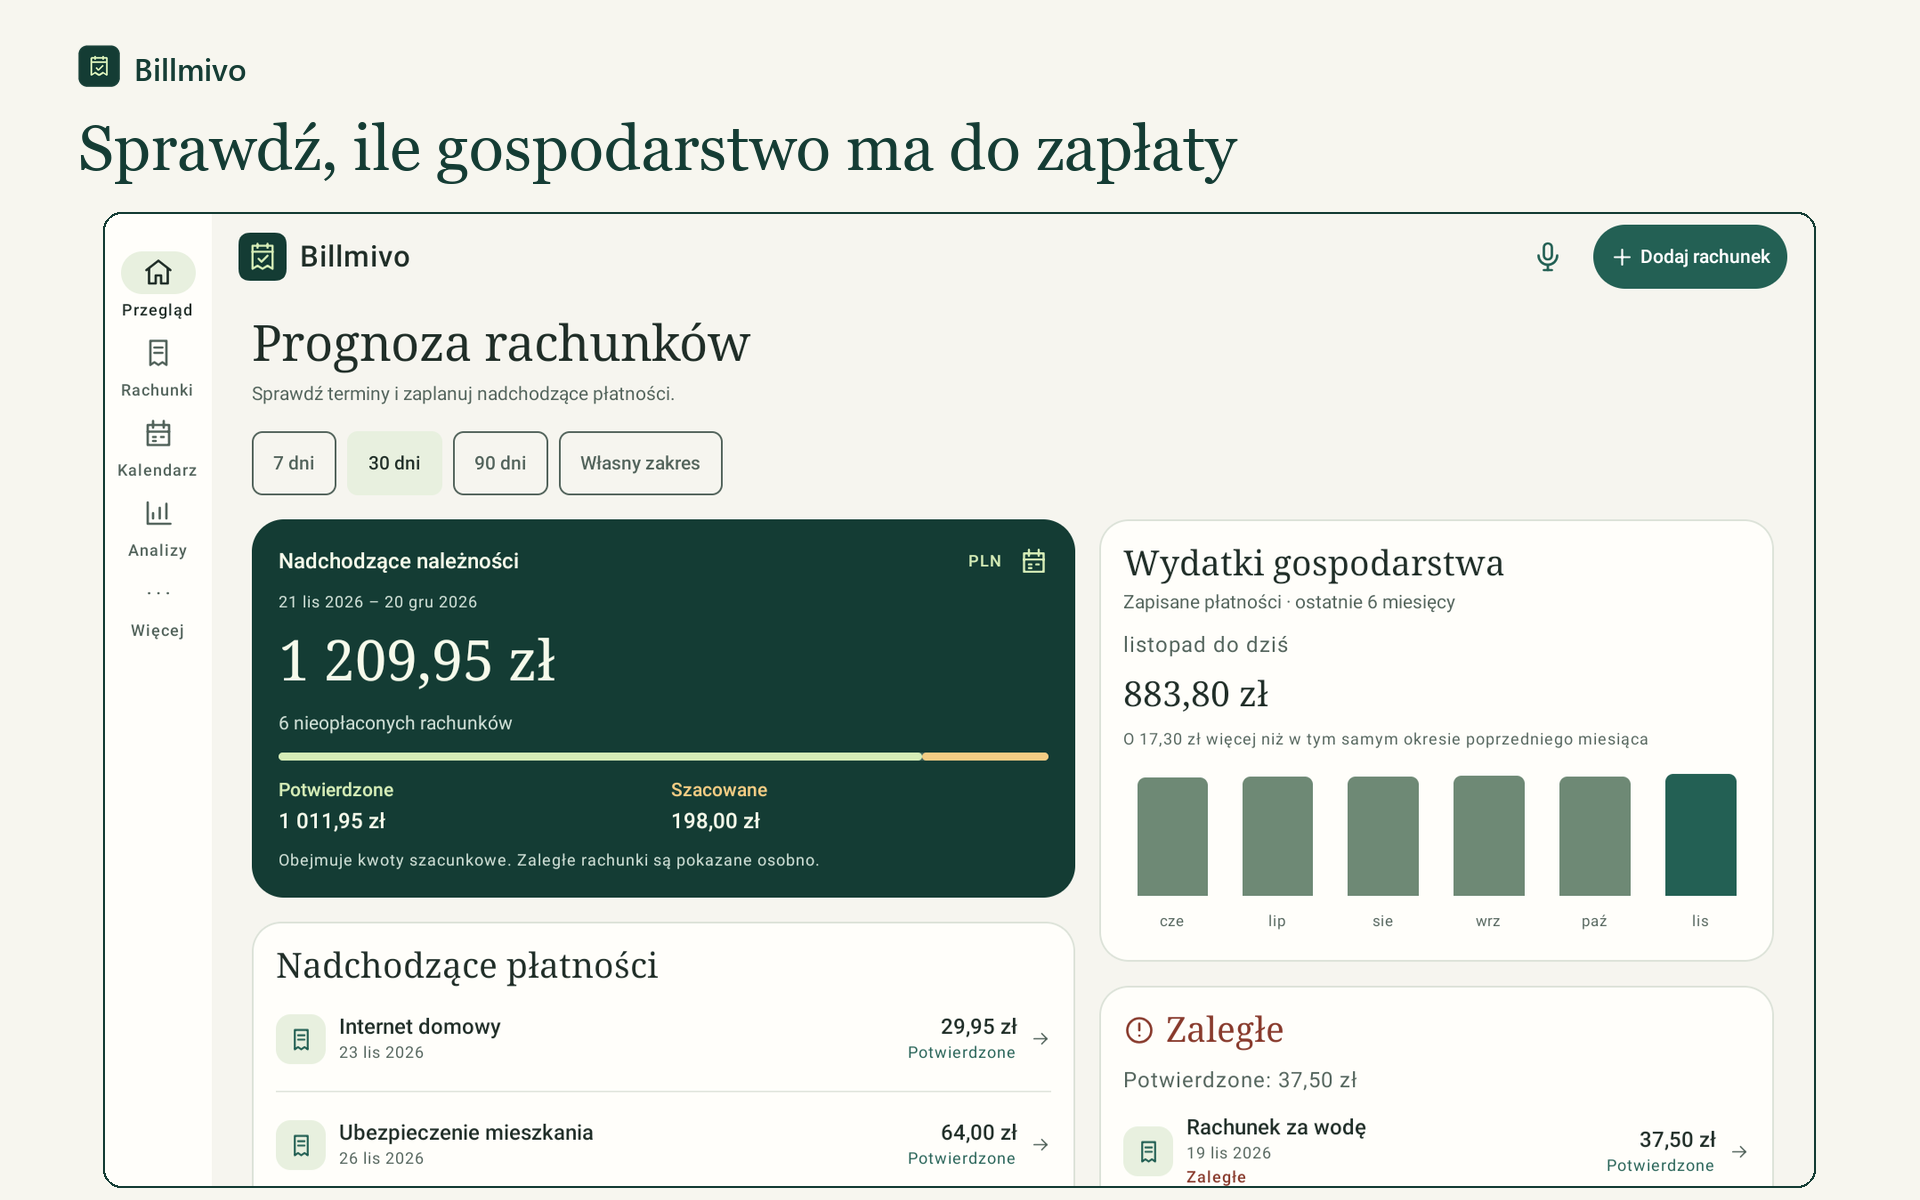 Billmivo
Sprawdź, ile gospodarstwo ma do zapłaty
Przegląd
Rachunki
Kalendarz
Analizy
Więcej
Billmivo
Dodaj rachunek
Prognoza rachunków
Sprawdź terminy i zaplanuj nadchodzące płatności.
7 dni
30 dni
90 dni
Własny zakres
Nadchodzące należności
PLN
21 lis 2026 – 20 gru 2026
1 209,95 zł
6 nieopłaconych rachunków
Potwierdzone
Szacowane
1 011,95 zł
198,00 zł
Obejmuje kwoty szacunkowe. Zaległe rachunki są pokazane osobno.
Nadchodzące płatności
Internet domowy
29,95 zł
23 lis 2026
Potwierdzone
Ubezpieczenie mieszkania
64,00 zł
26 lis 2026
Potwierdzone
Wydatki gospodarstwa
Zapisane płatności · ostatnie 6 miesięcy
listopad do dziś
883,80 zł
O 17,30 zł więcej niż w tym samym okresie poprzedniego miesiąca
cze lip sie wrz paź lis
Zaległe
Potwierdzone: 37,50 zł
Rachunek za wodę
37,50 zł
19 lis 2026
Potwierdzone
Zaległe